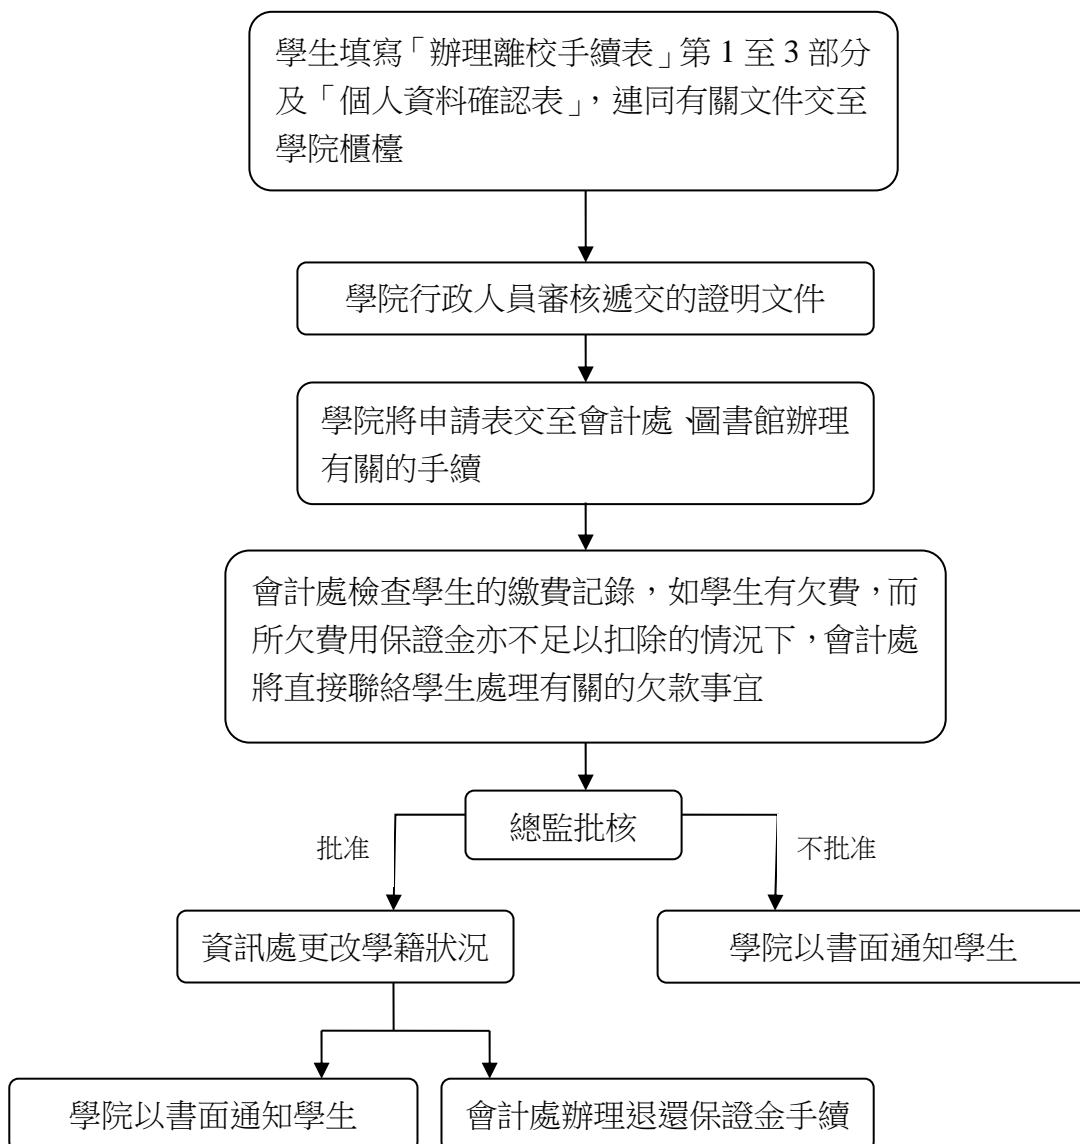 學生填寫「辦理離校手續表」第 1 至 3 部分
及「個人資料確認表」，連同有關文件交至
學院櫃檯
學院行政人員審核遞交的證明文件
學院將申請表交至會計處、圖書館辦理
有關的手續
會計處檢查學生的繳費記錄，如學生有欠費，而
所欠費用保證金亦不足以扣除的情況下，會計處
將直接聯絡學生處理有關的欠款事宜
總監批核
批准
不批准
資訊處更改學籍狀況
學院以書面通知學生
學院以書面通知學生
會計處辦理退還保證金手續